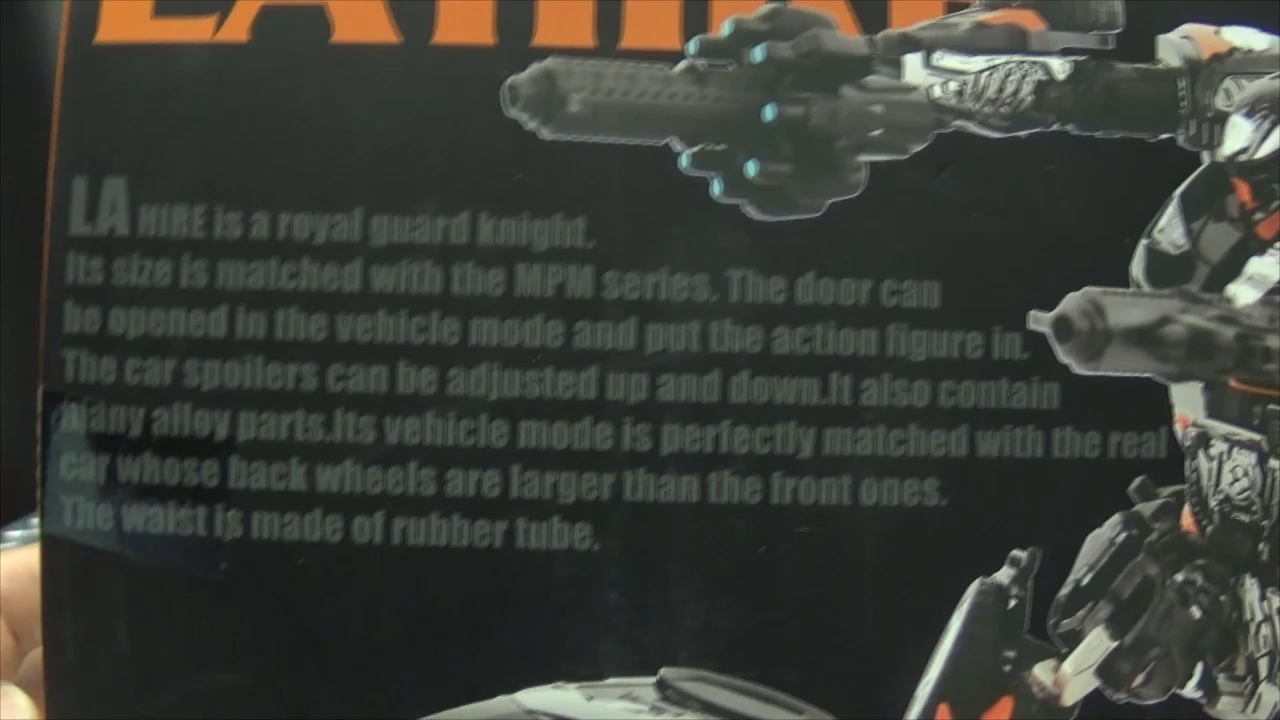 LA HIRE
LA HIRE is a royal guard knight.
Its size is matched with the MPM series. The door can
be opened in the vehicle mode and put the action figure in.
The car spoilers can be adjusted up and down.It also contain
many alloy parts.Its vehicle mode is perfectly matched with the real
car whose back wheels are larger than the front ones.
The waist is made of rubber tube.